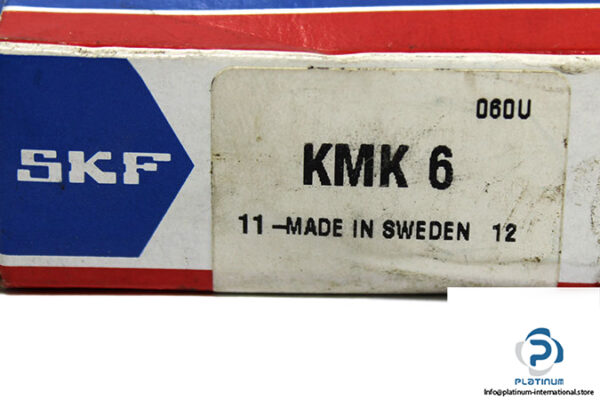 060U
SKF
KMK 6
11-MADE IN SWEDEN 12
PLATINUM
Info@platinum-international.store